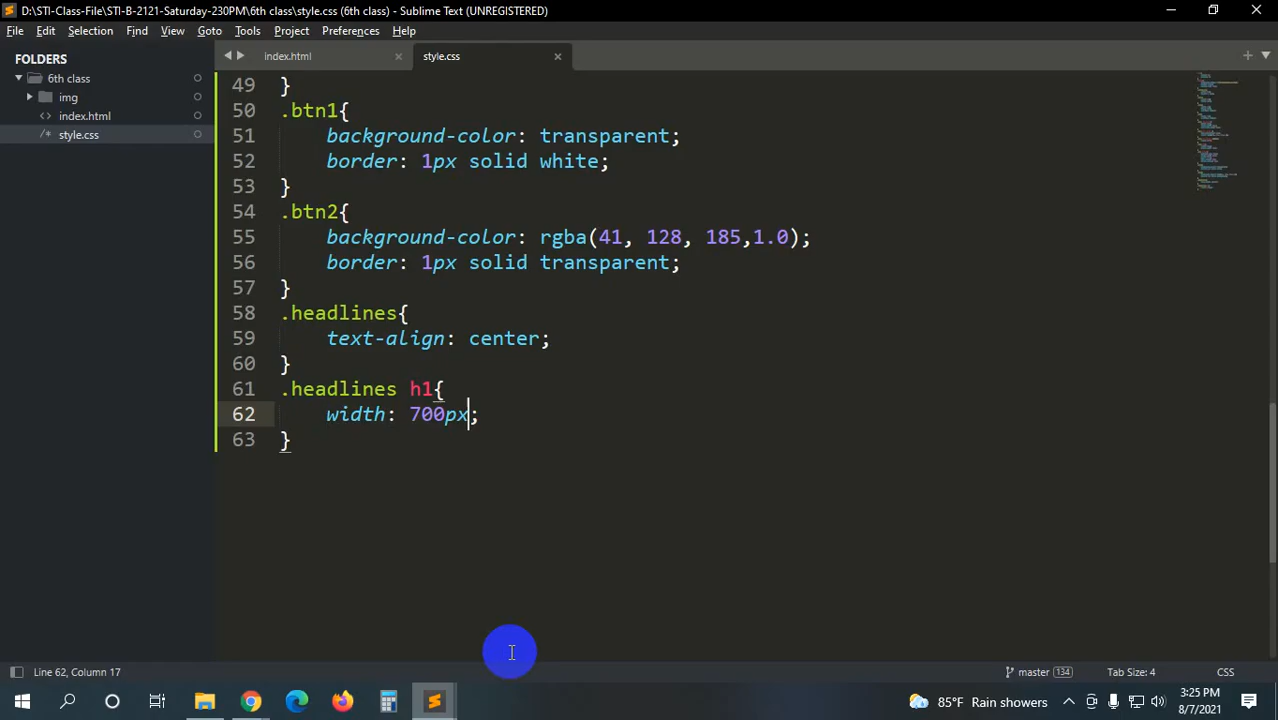 D:\STI-Class-File\STI-B-2121-Saturday-230PM\6th class\style.css (6th class) - Sublime Text (UNREGISTERED)
File Edit Selection Find View Goto Tools Project Preferences Help
FOLDERS
6th class
img
index.html
style.css
index.html
style.css
49 }
50 .btn1{
51 background-color: transparent;
52 border: 1px solid white;
53 }
54 .btn2{
55 background-color: rgba(41, 128, 185,1.0);
56 border: 1px solid transparent;
57 }
58 .headlines{
59 text-align: center;
60 }
61 .headlines h1{
62 width: 700px;
63 }
Line 62, Column 17
master 134
Tab Size: 4
CSS
85°F Rain showers
3:25 PM
8/7/2021